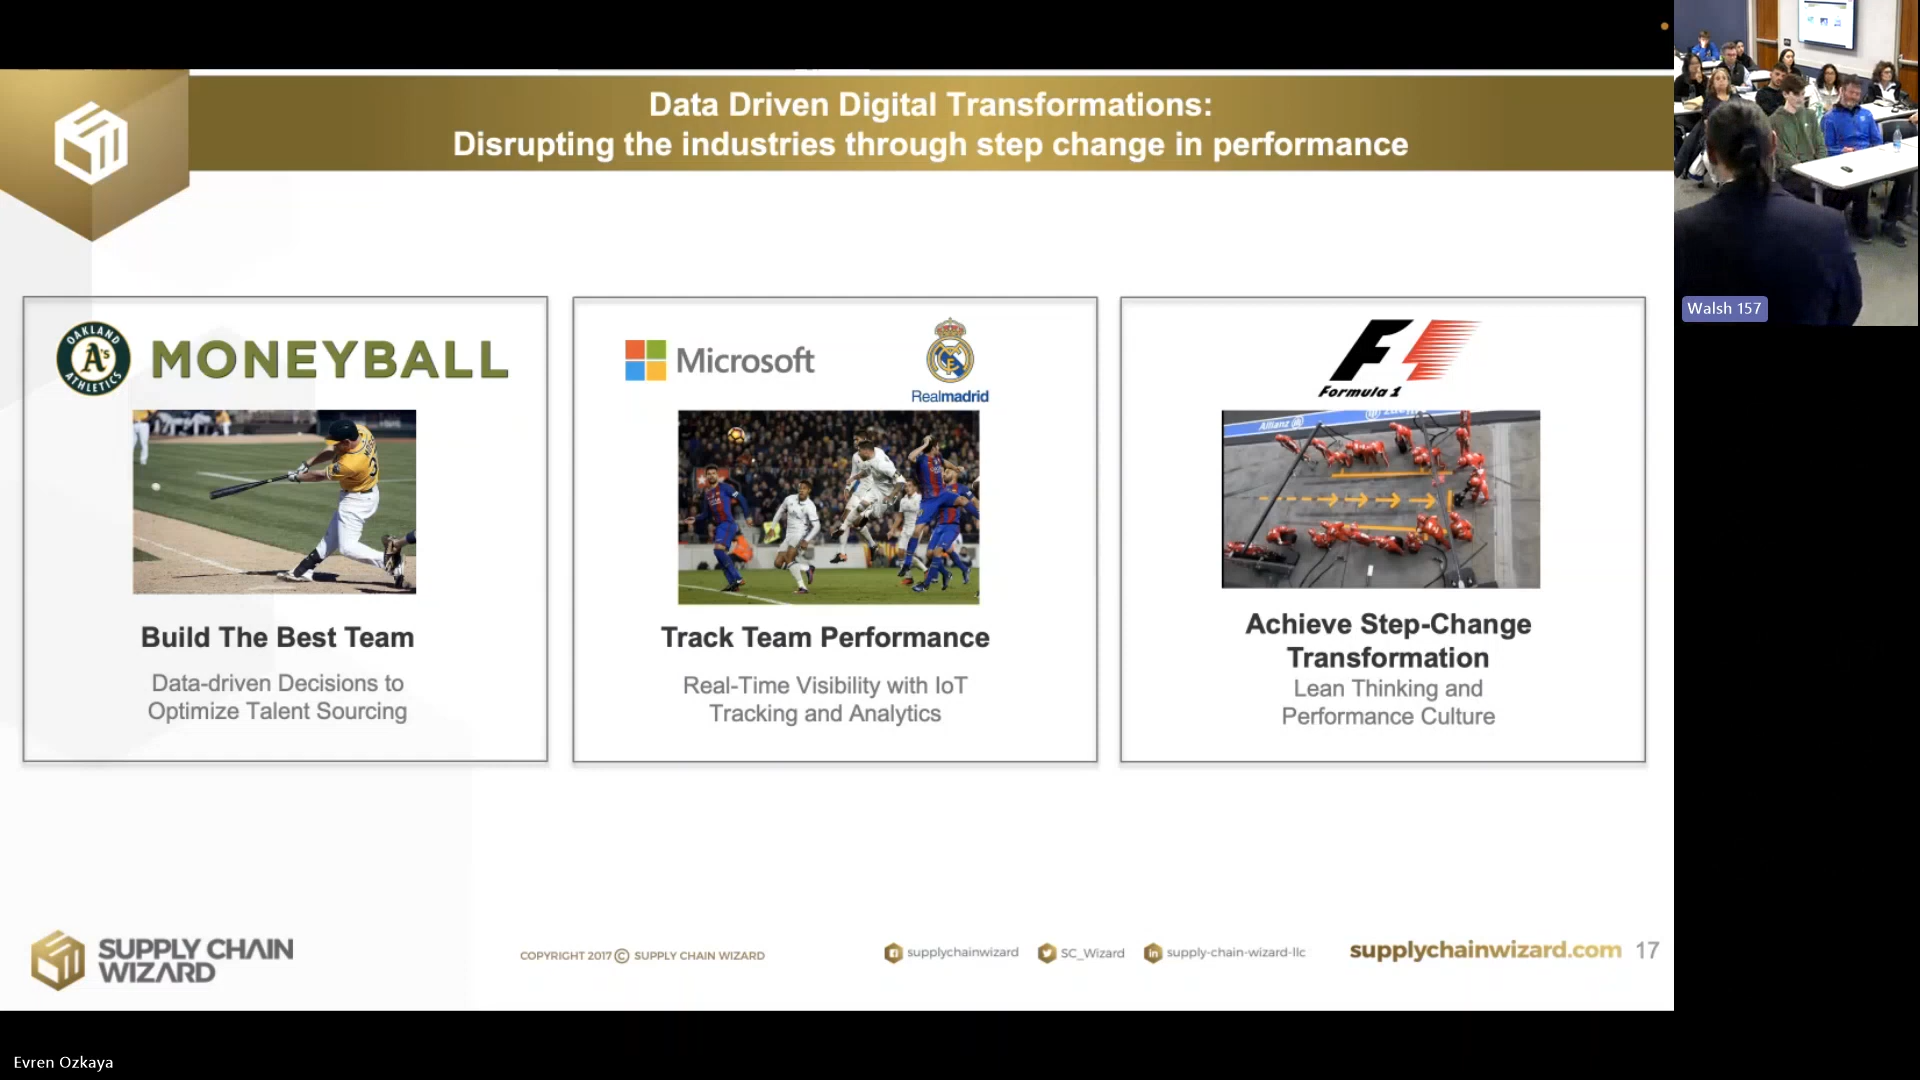 Data Driven Digital Transformations:
Disrupting the industries through step change in performance
Walsh 157
OAKLAND
A's
ATHLETICS
MONEYBALL
Microsoft
Realmadrid
F1
Formula 1
Allianz
Build The Best Team
Data-driven Decisions to
Optimize Talent Sourcing
Track Team Performance
Real-Time Visibility with IoT
Tracking and Analytics
Achieve Step-Change
Transformation
Lean Thinking and
Performance Culture
SUPPLY CHAIN
WIZARD
COPYRIGHT 2017 © SUPPLY CHAIN WIZARD
supplychainwizard
SC_Wizard
supply-chain-wizard-llc
supplychainwizard.com 17
Evren Ozkaya